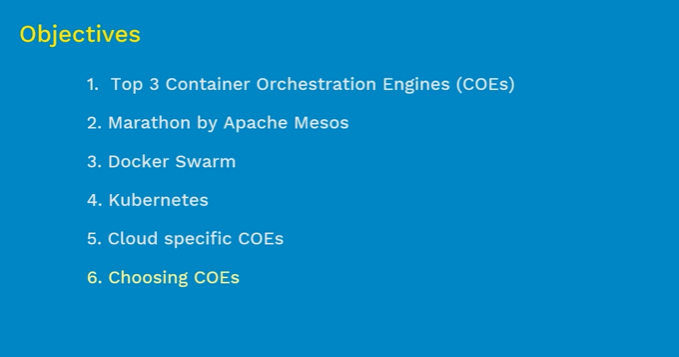 Objectives
1. Top 3 Container Orchestration Engines (COEs)
2. Marathon by Apache Mesos
3. Docker Swarm
4. Kubernetes
5. Cloud specific COEs
6. Choosing COEs